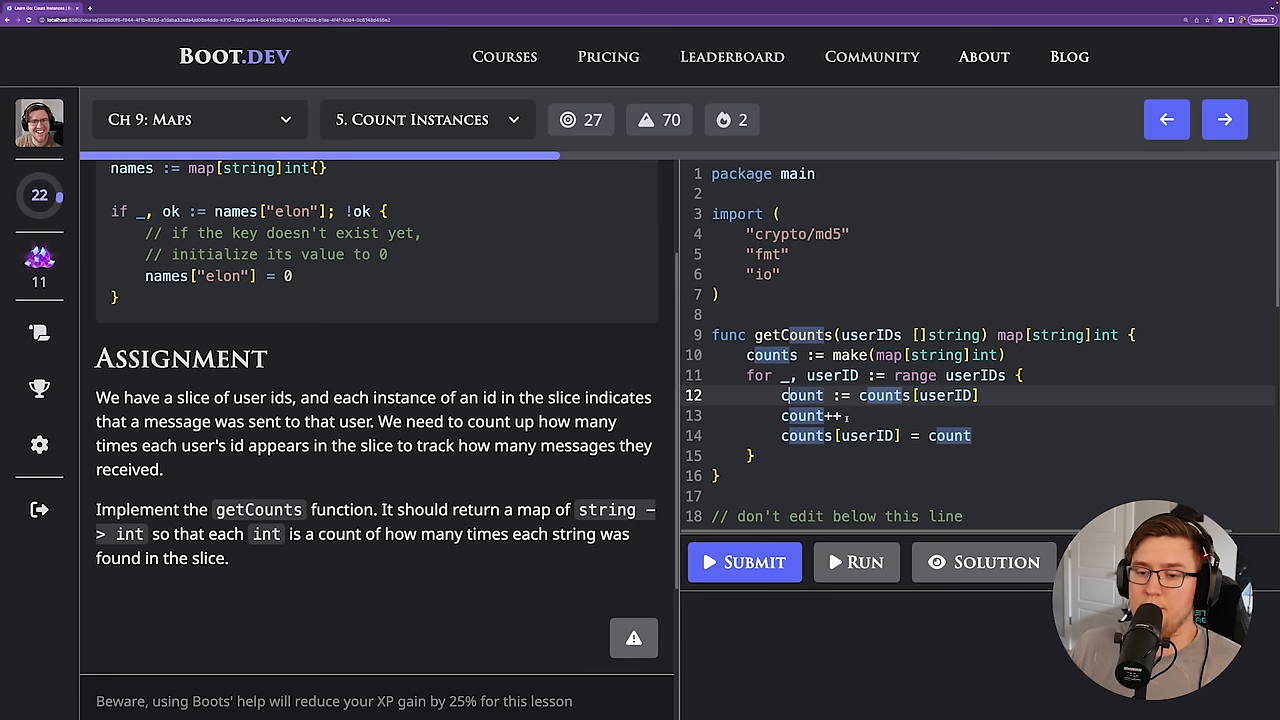 Learn Go: Count Instances
Update
BOOT.DEV
COURSES
PRICING
LEADERBOARD
COMMUNITY
ABOUT
BLOG
CH 9: MAPS
5. COUNT INSTANCES
27
70
2
22
11
names := map[string]int{}
if _, ok := names["elon"]; !ok {
// if the key doesn't exist yet,
// initialize its value to 0
names["elon"] = 0
}
ASSIGNMENT
We have a slice of user ids, and each instance of an id in the slice indicates
that a message was sent to that user. We need to count up how many
times each user's id appears in the slice to track how many messages they
received.
Implement the getCounts function. It should return a map of string -
> int so that each int is a count of how many times each string was
found in the slice.
Beware, using Boots' help will reduce your XP gain by 25% for this lesson
1 package main
2
3 import (
4 "crypto/md5"
5 "fmt"
6 "io"
7 )
8
9 func getCounts(userIDs []string) map[string]int {
10 counts := make(map[string]int)
11 for _, userID := range userIDs {
12 count := counts[userID]
13 count++
14 counts[userID] = count
15 }
16 }
17
18 // don't edit below this line
SUBMIT
RUN
SOLUTION